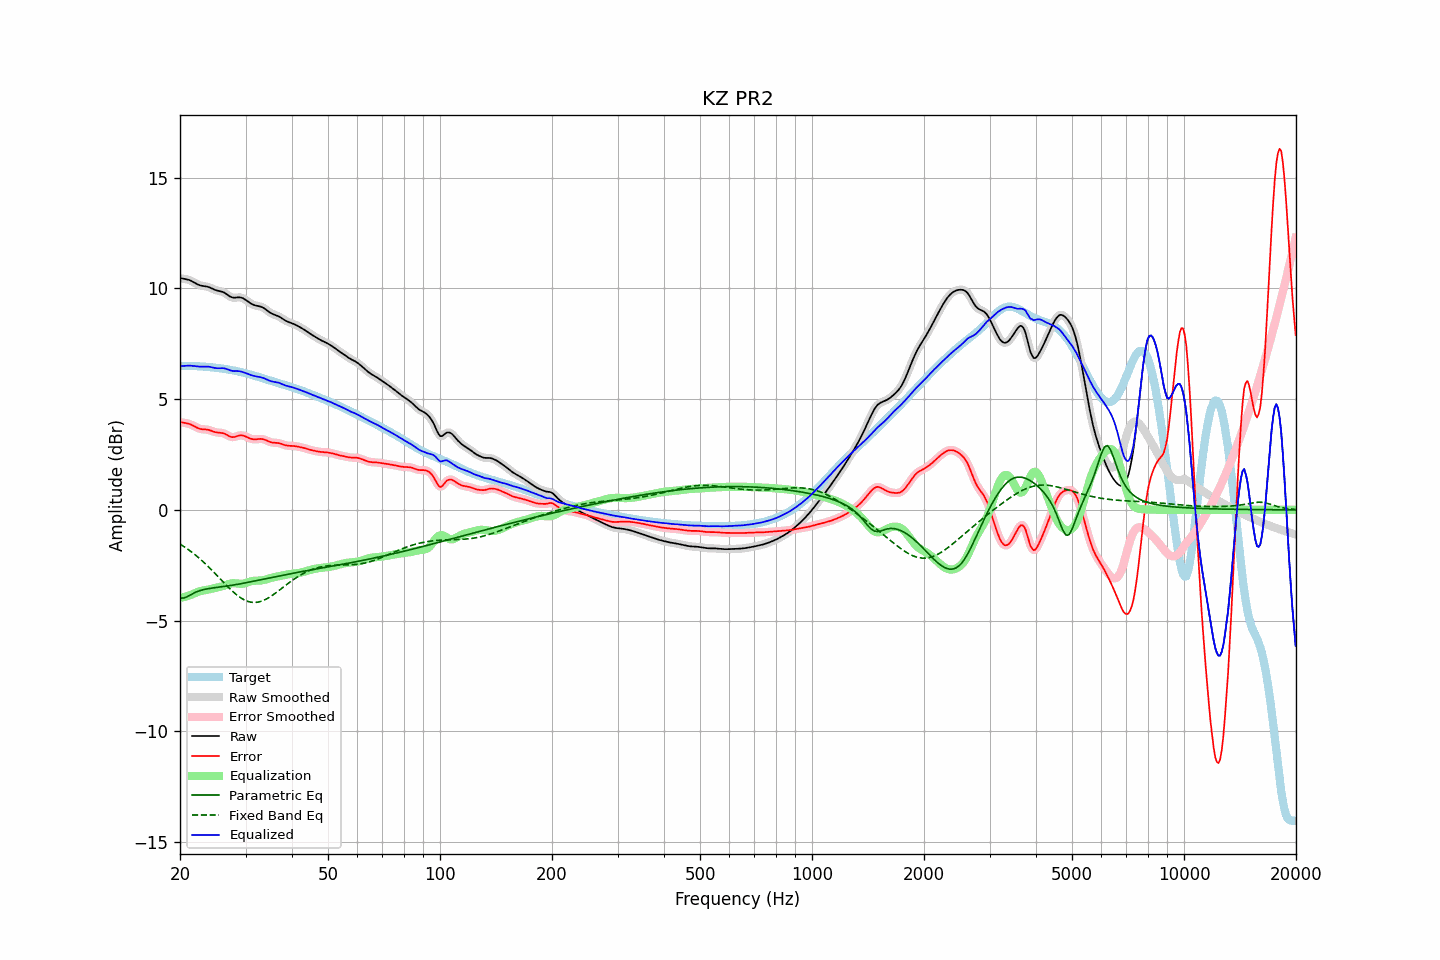 KZ PR2
Amplitude (dBr)
15
10
5
0
−5
−10
−15
Target
Raw Smoothed
Error Smoothed
Raw
Error
Equalization
Parametric Eq
Fixed Band Eq
Equalized
20 50 100 200 500 1000 2000 5000 10000 20000
Frequency (Hz)